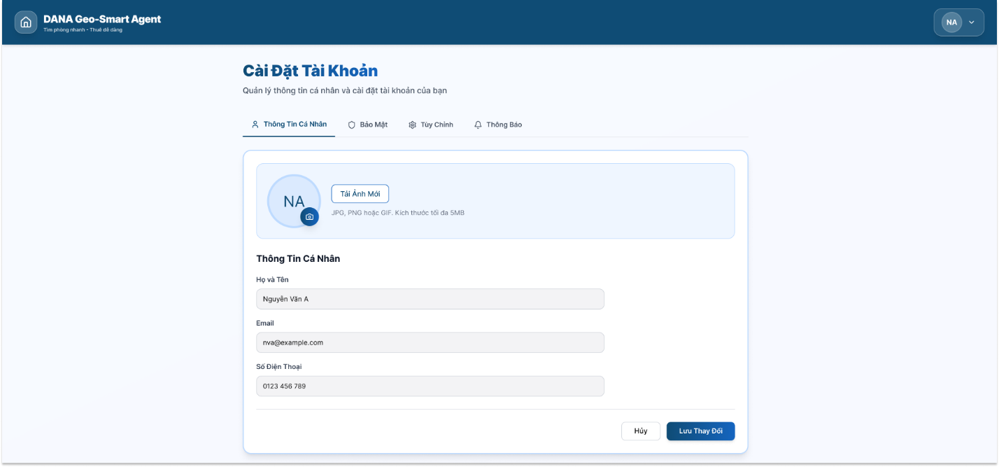 DANA Geo-Smart Agent
Tìm phòng nhanh - Thuê dễ dàng
NA
Cài Đặt Tài Khoản
Quản lý thông tin cá nhân và cài đặt tài khoản của bạn
Thông Tin Cá Nhân
Bảo Mật
Tùy Chỉnh
Thông Báo
NA
Tải Ảnh Mới
JPG, PNG hoặc GIF. Kích thước tối đa 5MB
Thông Tin Cá Nhân
Họ và Tên
Nguyễn Văn A
Email
nva@example.com
Số Điện Thoại
0123 456 789
Hủy
Lưu Thay Đổi